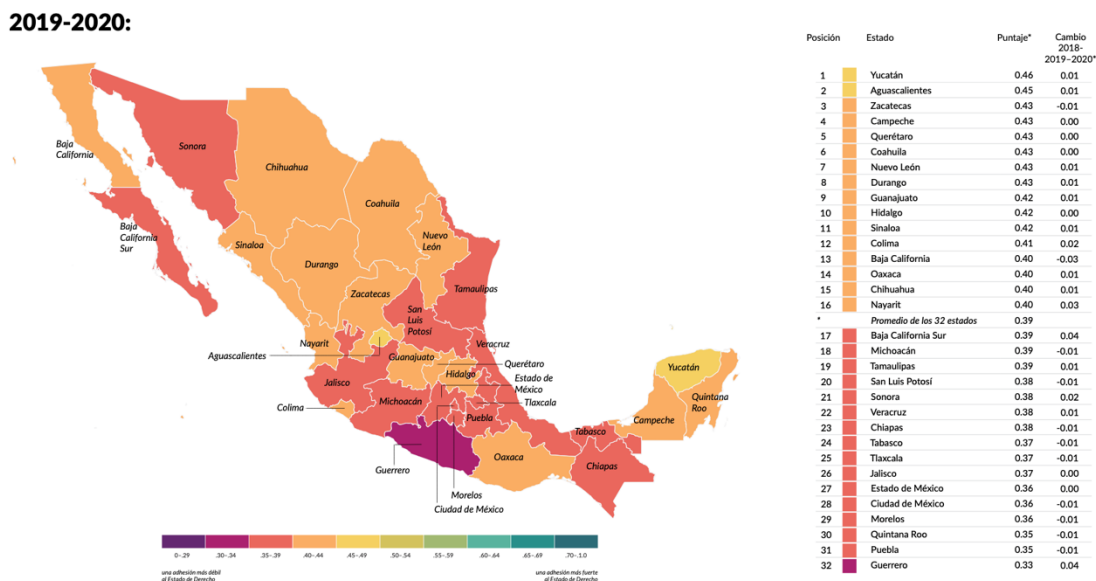 2019-2020:
Baja
California
Sonora
Chihuahua
Coahuila
Baja
California
Sur
Sinaloa
Nuevo
León
Durango
Zacatecas
Tamaulipas
San
Luis
Potosí
Nayarit
Veracruz
Aguascalientes
Guanajuato
Querétaro
Hidalgo
Estado de
México
Yucatán
Jalisco
Michoacán
Tlaxcala
Quintana
Roo
Colima
Puebla
Campeche
Tabasco
Guerrero
Oaxaca
Chiapas
Morelos
Ciudad de México
0-.29 .30-.34 .35-.39 .40-.44 .45-.49 .50-.54 .55-.59 .60-.64 .65-.69 .70-.1.0
una adhesión más débil
al Estado de Derecho
una adhesión más fuerte
al Estado de Derecho
Posición Estado Puntaje* Cambio
2018-
2019-2020*
1 Yucatán 0.46 0.01
2 Aguascalientes 0.45 0.01
3 Zacatecas 0.43 -0.01
4 Campeche 0.43 0.00
5 Querétaro 0.43 0.00
6 Coahuila 0.43 0.00
7 Nuevo León 0.43 0.01
8 Durango 0.43 0.01
9 Guanajuato 0.42 0.01
10 Hidalgo 0.42 0.00
11 Sinaloa 0.42 0.01
12 Colima 0.41 0.02
13 Baja California 0.40 -0.03
14 Oaxaca 0.40 0.01
15 Chihuahua 0.40 0.01
16 Nayarit 0.40 0.03
* Promedio de los 32 estados 0.39
17 Baja California Sur 0.39 0.04
18 Michoacán 0.39 -0.01
19 Tamaulipas 0.39 0.01
20 San Luis Potosí 0.38 -0.01
21 Sonora 0.38 0.02
22 Veracruz 0.38 0.01
23 Chiapas 0.38 -0.01
24 Tabasco 0.37 -0.01
25 Tlaxcala 0.37 -0.01
26 Jalisco 0.37 0.00
27 Estado de México 0.36 0.00
28 Ciudad de México 0.36 -0.01
29 Morelos 0.36 -0.01
30 Quintana Roo 0.35 -0.01
31 Puebla 0.35 -0.01
32 Guerrero 0.33 0.04